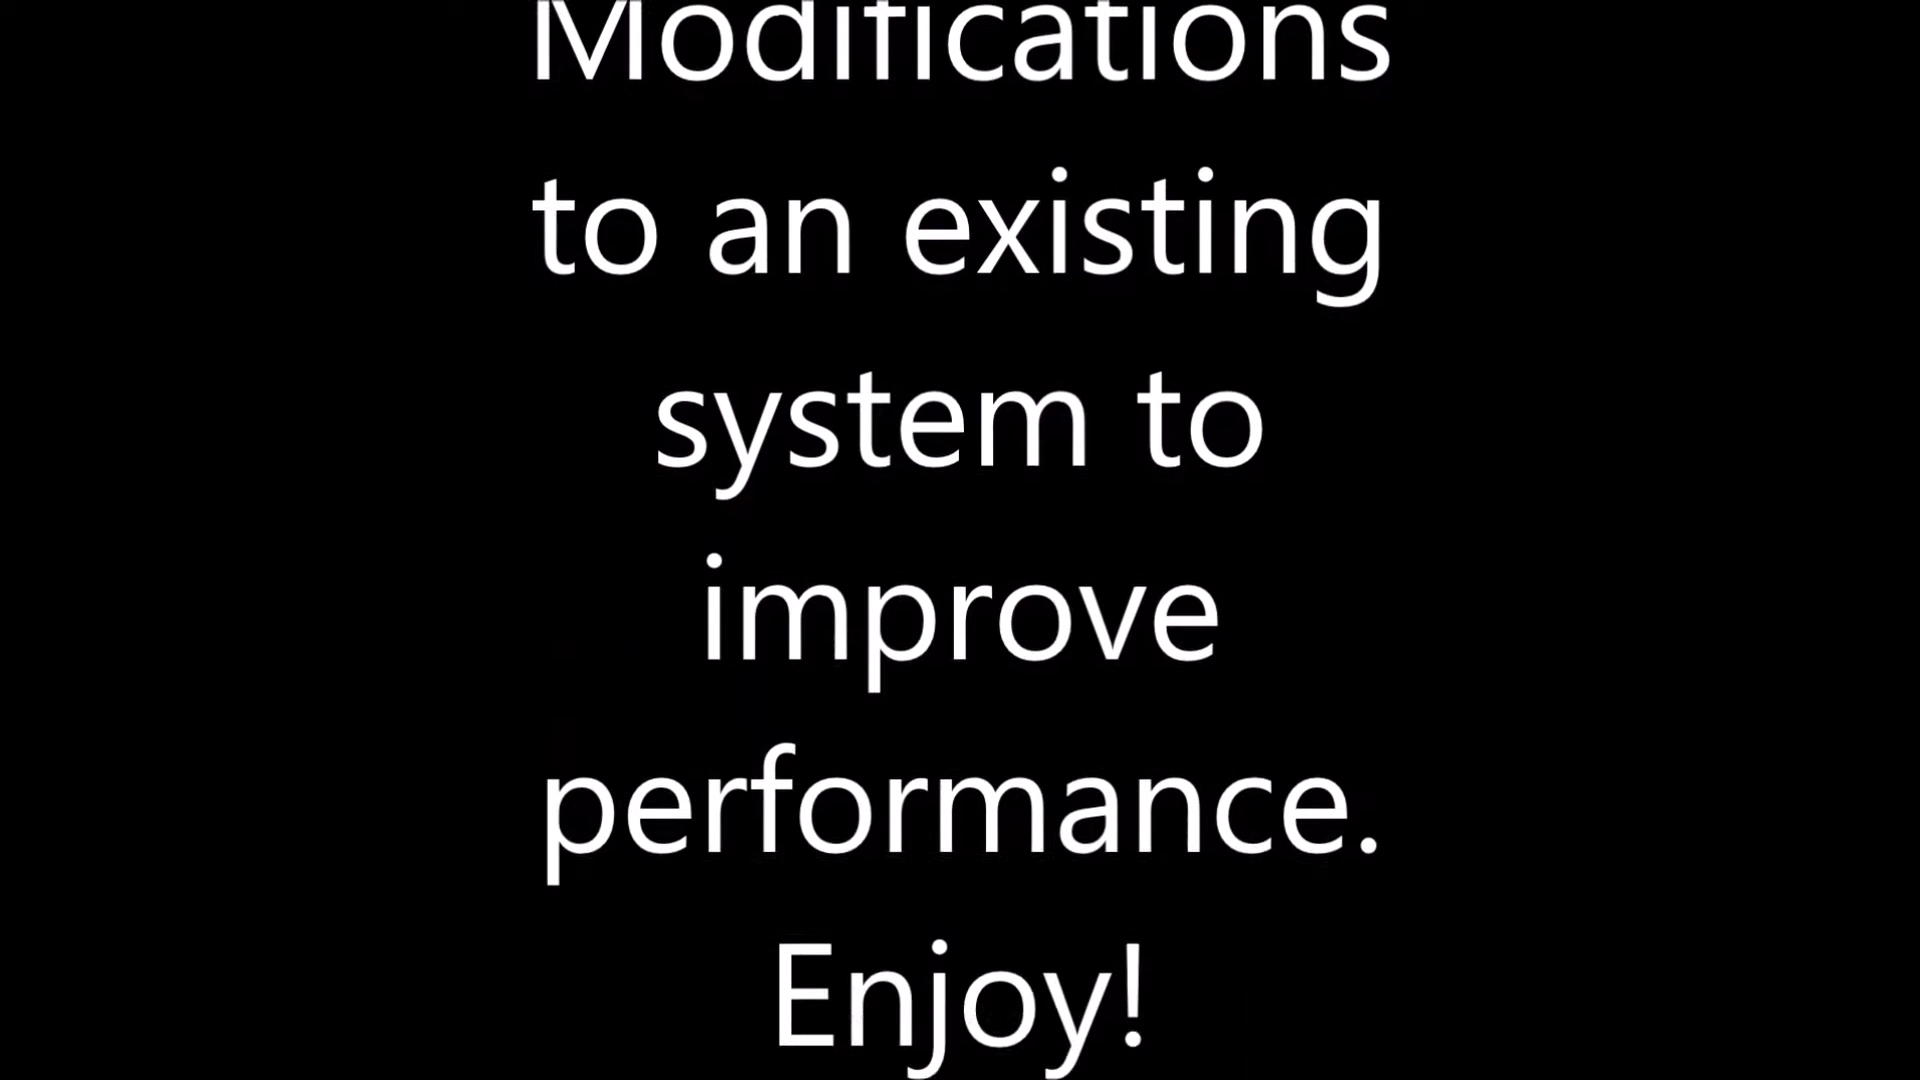 Modifications
to an existing
system to
improve
performance.
Enjoy!